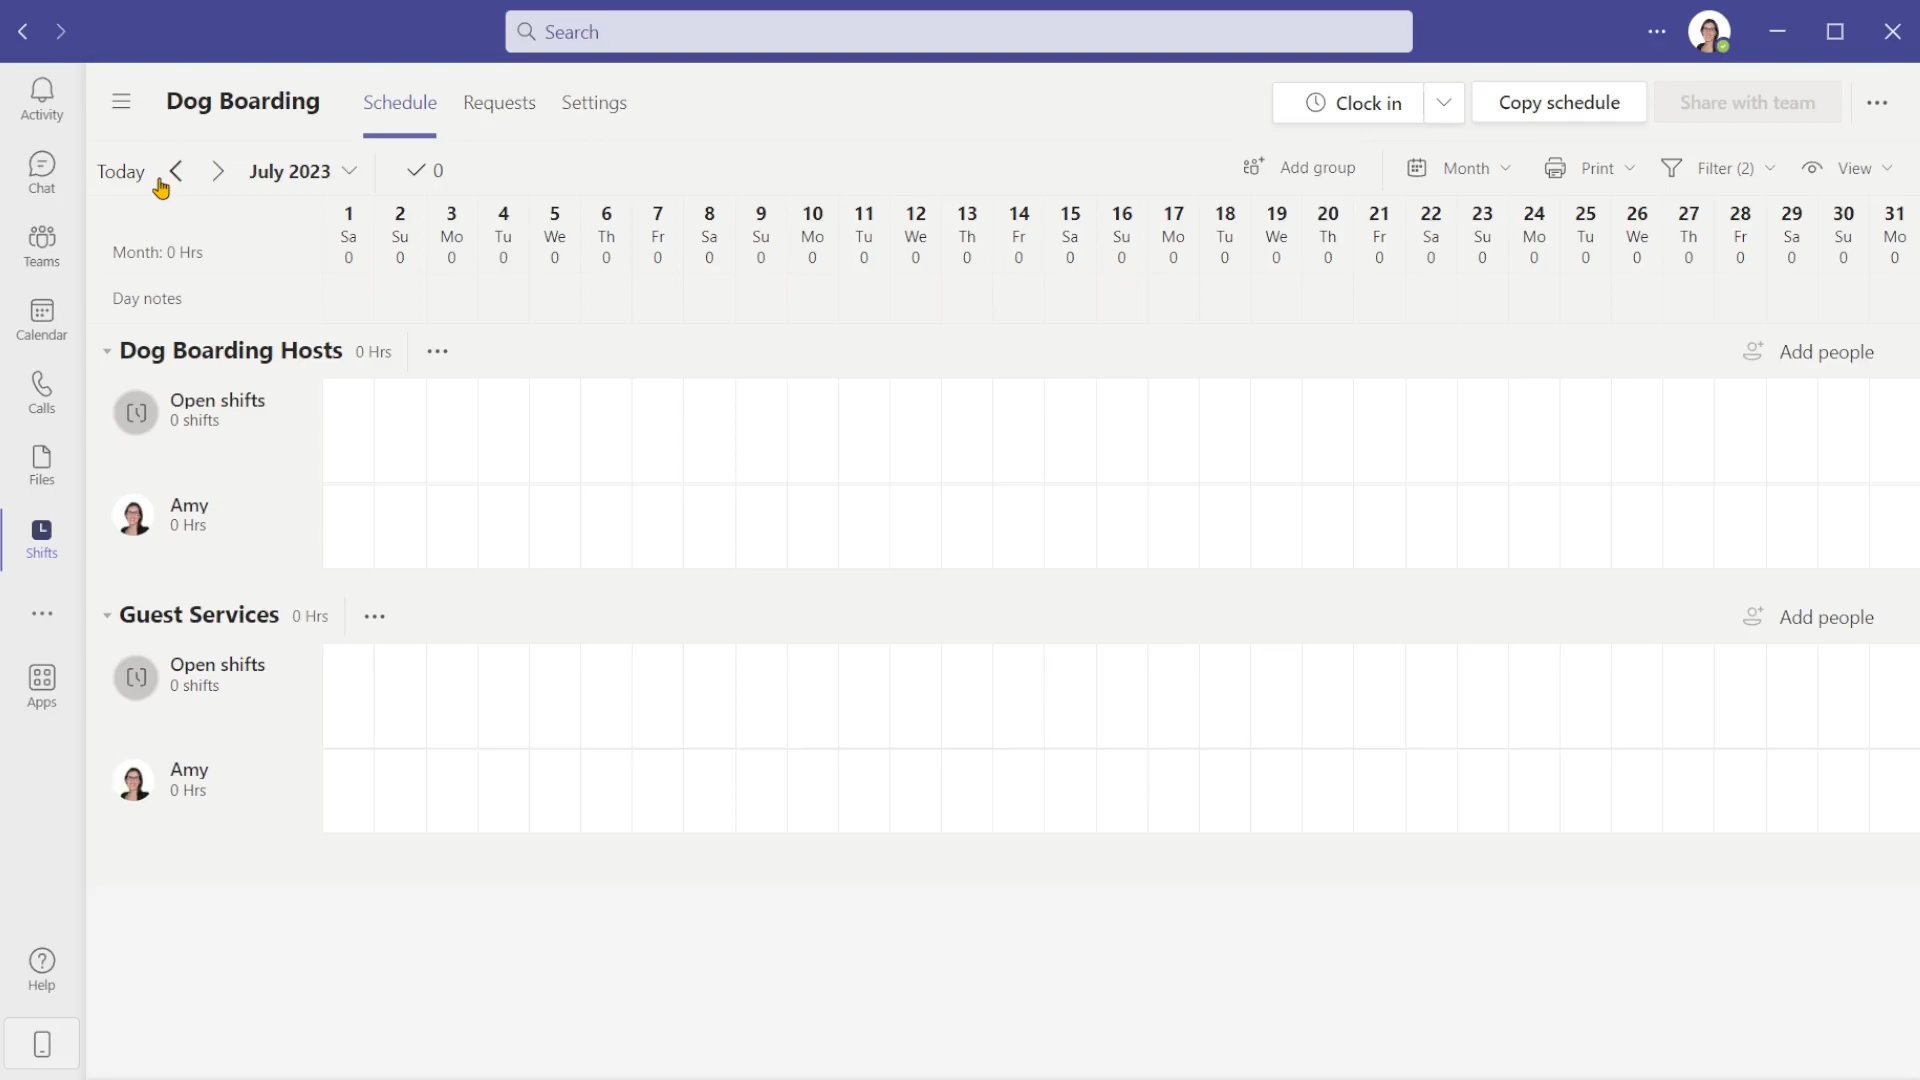 Search
Activity
Chat
Teams
Calendar
Calls
Files
Shifts
Apps
Help
Dog Boarding Schedule Requests Settings Clock in Copy schedule Share with team
Today July 2023 0 Add group Month Print Filter (2) View
1 2 3 4 5 6 7 8 9 10 11 12 13 14 15 16 17 18 19 20 21 22 23 24 25 26 27 28 29 30 31
Sa Su Mo Tu We Th Fr Sa Su Mo Tu We Th Fr Sa Su Mo Tu We Th Fr Sa Su Mo Tu We Th Fr Sa Su Mo
Month: 0 Hrs 0 0 0 0 0 0 0 0 0 0 0 0 0 0 0 0 0 0 0 0 0 0 0 0 0 0 0 0 0 0 0
Day notes
Dog Boarding Hosts 0 Hrs Add people
Open shifts
0 shifts
Amy
0 Hrs
Guest Services 0 Hrs Add people
Open shifts
0 shifts
Amy
0 Hrs